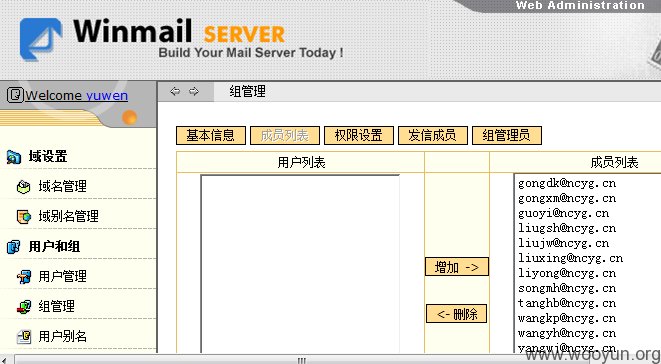 Web Administration
Winmail SERVER
Build Your Mail Server Today !
Welcome yuwen
组管理
基本信息 成员列表 权限设置 发信成员 组管理员
域设置
域名管理
域别名管理
用户和组
用户管理
组管理
用户别名
用户列表
增加 ->
<- 删除
成员列表
gongdk@ncyg.cn
gongxm@ncyg.cn
guoyi@ncyg.cn
liugsh@ncyg.cn
liujw@ncyg.cn
liuxing@ncyg.cn
liyong@ncyg.cn
songmh@ncyg.cn
tanghb@ncyg.cn
wangkp@ncyg.cn
wangyh@ncyg.cn
yangwj@ncyg.cn
www.wooyun.org